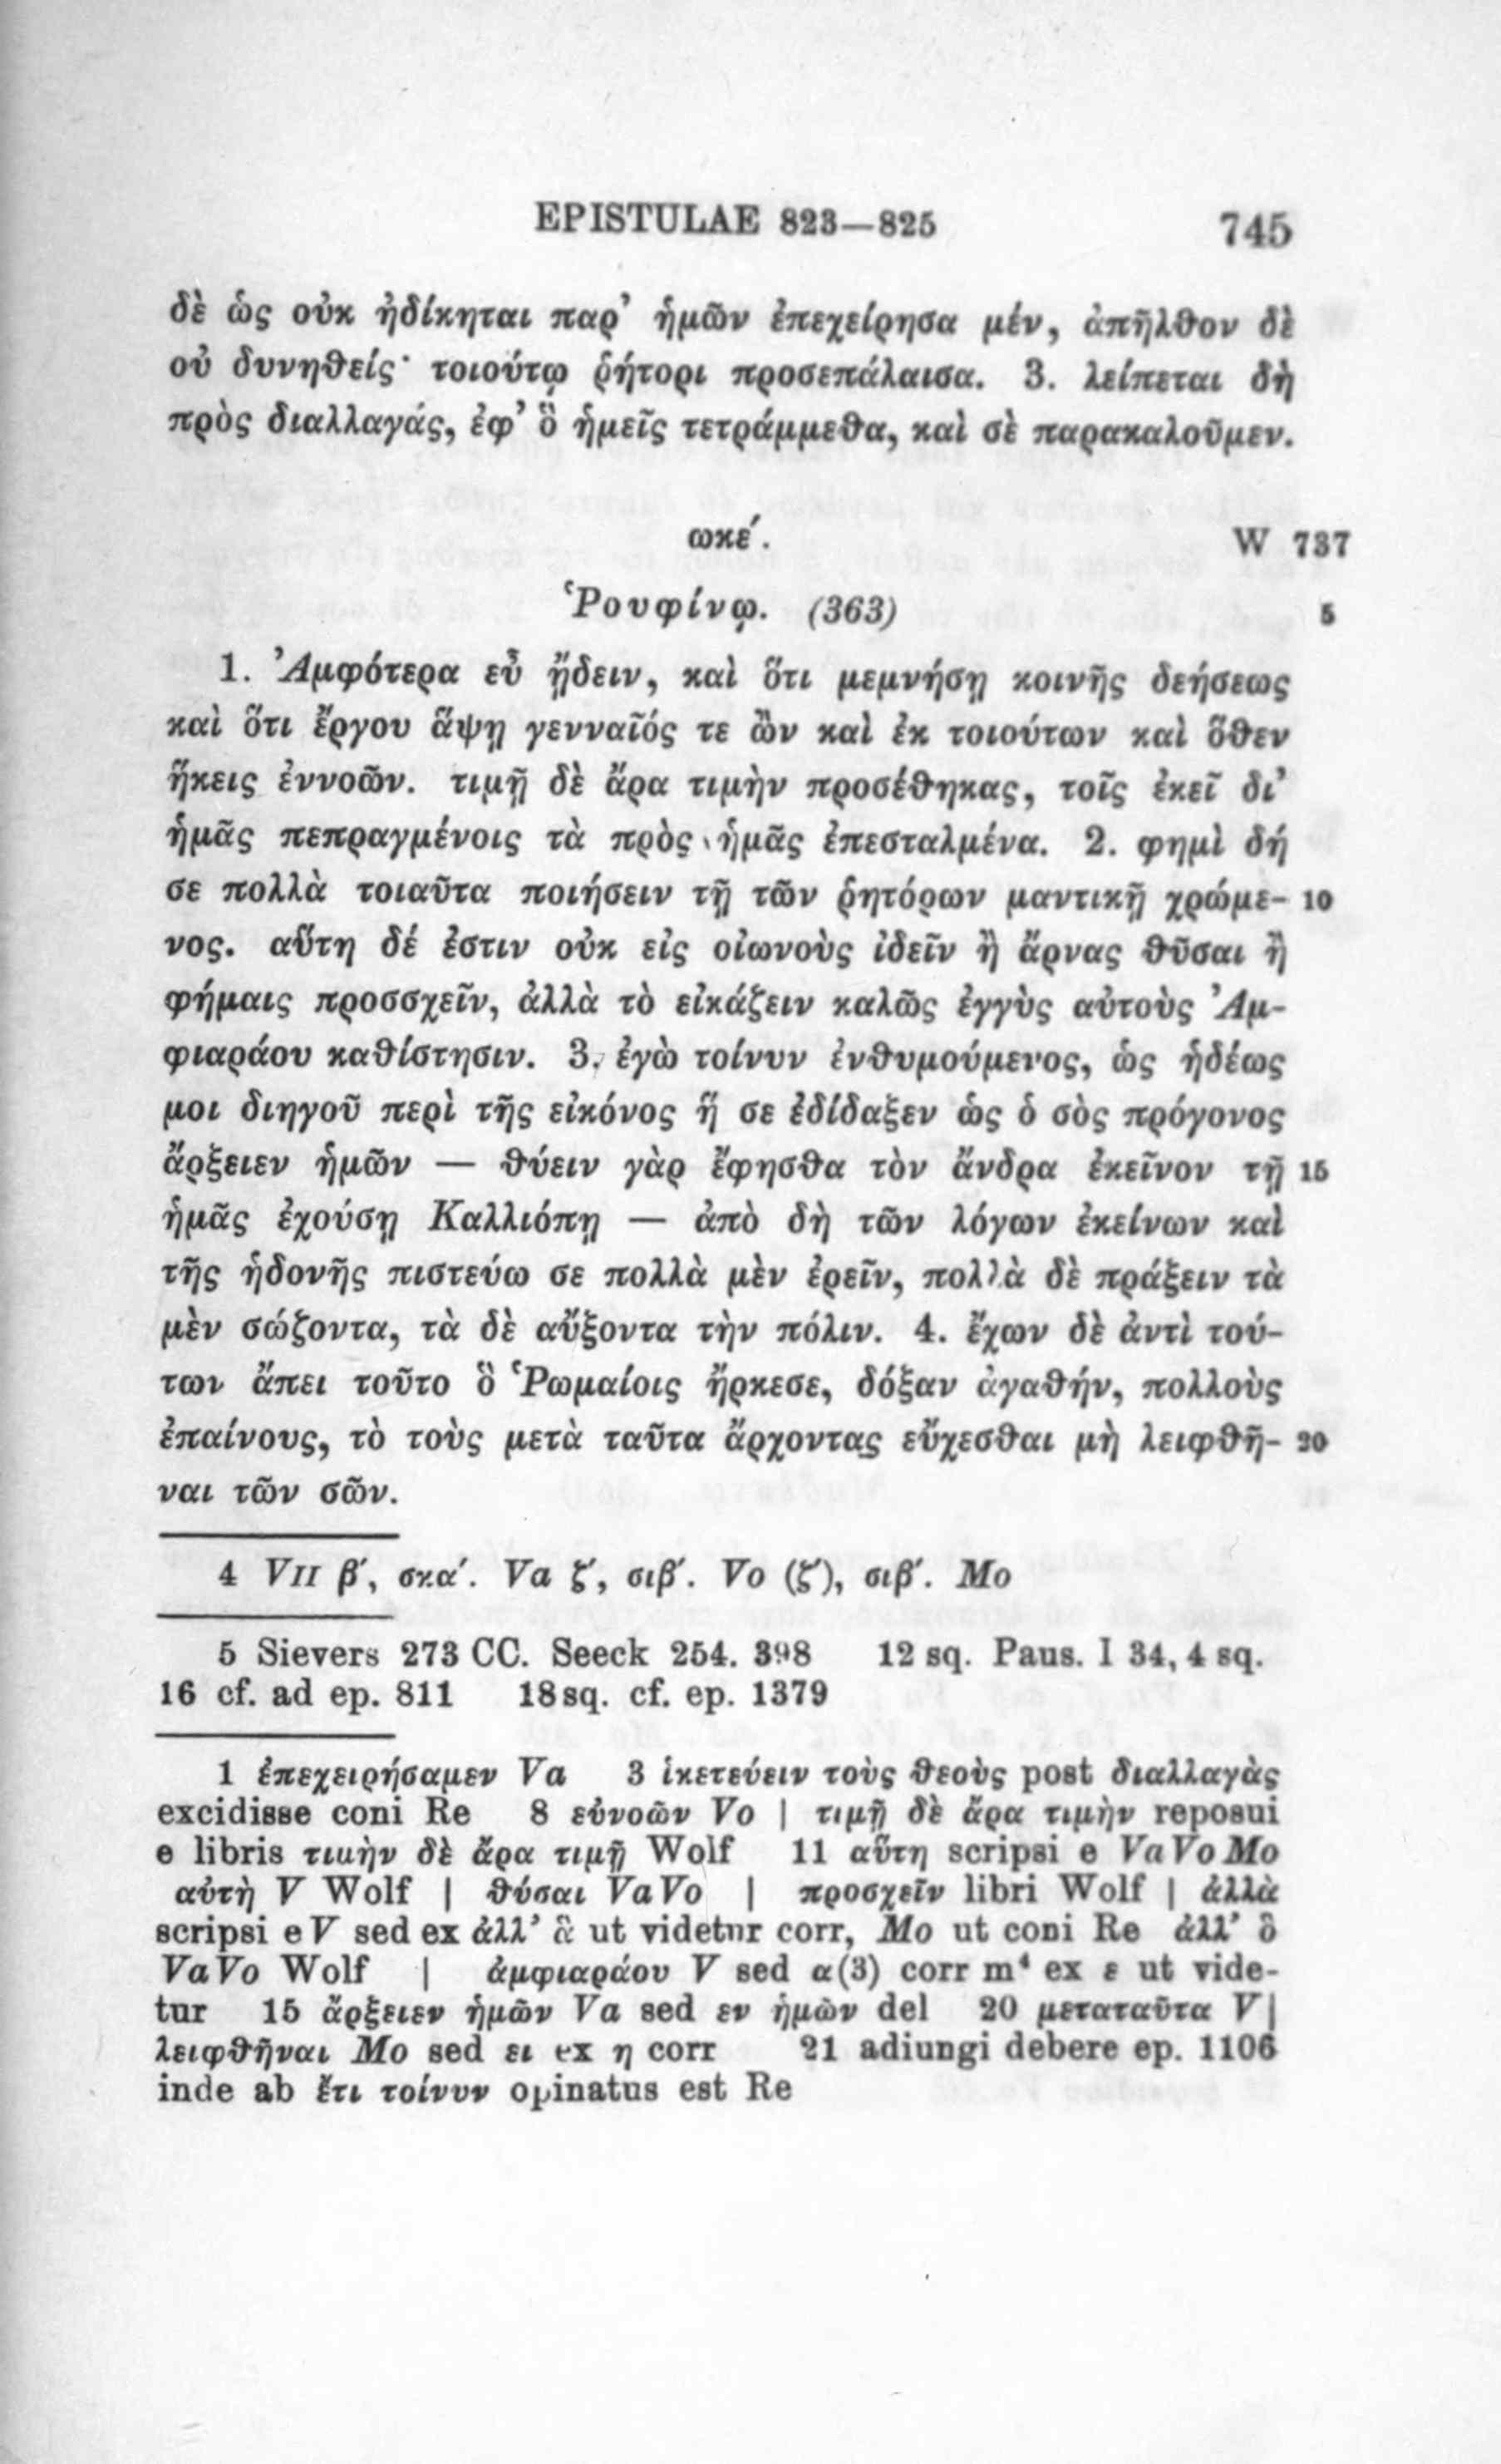 EPISTULAE 823—825 745
δὲ ὡς οὐκ ἠδίκηται παρ’ ἡμῶν ἐπεχείρησα μέν, ἀπῆλθον δὲ
οὐ δυνηθείς· τοιούτῳ ῥήτορι προσεπάλαισα. 3. λείπεται δὴ
πρὸς διαλλαγάς, ἐφ’ ὃ ἡμεῖς τετράμμεθα, καὶ σὲ παρακαλοῦμεν.
ωκε′. W 737
Ῥουφίνῳ. (363) 5
1. Ἀμφότερα εὖ ᾔδειν, καὶ ὅτι μεμνήσῃ κοινῆς δεήσεως
καὶ ὅτι ἔργου ἅψῃ γενναῖός τε ὢν καὶ ἐκ τοιούτων καὶ ὅθεν
ἥκεις ἐννοῶν. τιμῇ δὲ ἄρα τιμὴν προσέθηκας, τοῖς ἐκεῖ δι’
ἡμᾶς πεπραγμένοις τὰ πρὸς ἡμᾶς ἐπεσταλμένα. 2. φημὶ δή
σε πολλὰ τοιαῦτα ποιήσειν τῇ τῶν ῥητόρων μαντικῇ χρώμε- 10
νος. αὕτη δέ ἐστιν οὐκ εἰς οἰωνοὺς ἰδεῖν ἢ ἄρνας θῦσαι ἢ
φήμαις προσσχεῖν, ἀλλὰ τὸ εἰκάζειν καλῶς ἐγγὺς αὐτοὺς Ἀμ-
φιαράου καθίστησιν. 3. ἐγὼ τοίνυν ἐνθυμούμενος, ὡς ἡδέως
μοι διηγοῦ περὶ τῆς εἰκόνος ἥ σε ἐδίδαξεν ὡς ὁ σὸς πρόγονος
ἄρξειεν ἡμῶν — θύειν γὰρ ἔφησθα τὸν ἄνδρα ἐκεῖνον τῇ 15
ἡμᾶς ἐχούσῃ Καλλιόπῃ — ἀπὸ δὴ τῶν λόγων ἐκείνων καὶ
τῆς ἡδονῆς πιστεύω σε πολλὰ μὲν ἐρεῖν, πολλὰ δὲ πράξειν τὰ
μὲν σώζοντα, τὰ δὲ αὔξοντα τὴν πόλιν. 4. ἔχων δὲ ἀντὶ τού-
των ἄπει τοῦτο ὃ Ῥωμαίοις ἤρκεσε, δόξαν ἀγαθήν, πολλοὺς
ἐπαίνους, τὸ τοὺς μετὰ ταῦτα ἄρχοντας εὔχεσθαι μὴ λειφθῆ- 20
ναι τῶν σῶν.
4 VII β′, σκα′. Va ζ′, σιβ′. Vo (ζ′), σιβ′. Mo
5 Sievers 273 CC. Seeck 254. 398 12 sq. Paus. I 34, 4 sq.
16 cf. ad ep. 811 18 sq. cf. ep. 1379
1 ἐπεχειρήσαμεν Va 3 ἱκετεύειν τοὺς θεοὺς post διαλλαγὰς
excidisse coni Re 8 εὐνοῶν Vo | τιμῇ δὲ ἄρα τιμὴν reposui
e libris τιμὴν δὲ ἄρα τιμῇ Wolf 11 αὕτη scripsi e Va Vo Mo
αὐτὴ V Wolf | θύσαι Va Vo | προσχεῖν libri Wolf | ἀλλὰ
scripsi e V sed ex ἀλλ’ ἃ ut videtur corr, Mo ut coni Re ἀλλ’ ὃ
Va Vo Wolf | ἀμφιαράου V sed α(3) corr m⁴ ex ε ut vide-
tur 15 ἄρξειεν ἡμῶν Va sed εν ἡμῶν del 20 μεταταῦτα V |
λειφθῆναι Mo sed ει ex η corr 21 adiungi debere ep. 1106
inde ab ἔτι τοίνυν opinatus est Re